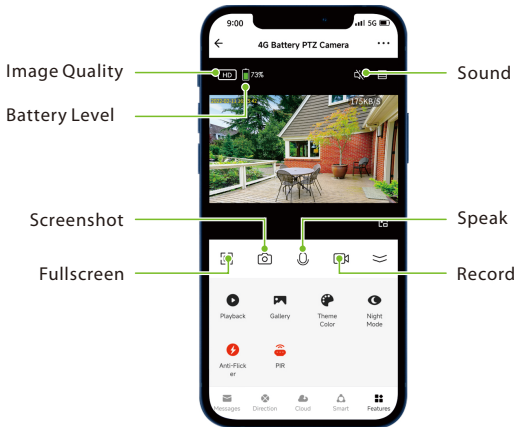 9:00
5G
4G Battery PTZ Camera
Image Quality
HD
73%
Sound
Battery Level
175KB/S
Screenshot
Speak
Fullscreen
Record
Playback
Gallery
Theme
Color
Night
Mode
Anti-Flick
er
PIR
Messages
Direction
Cloud
Smart
Features